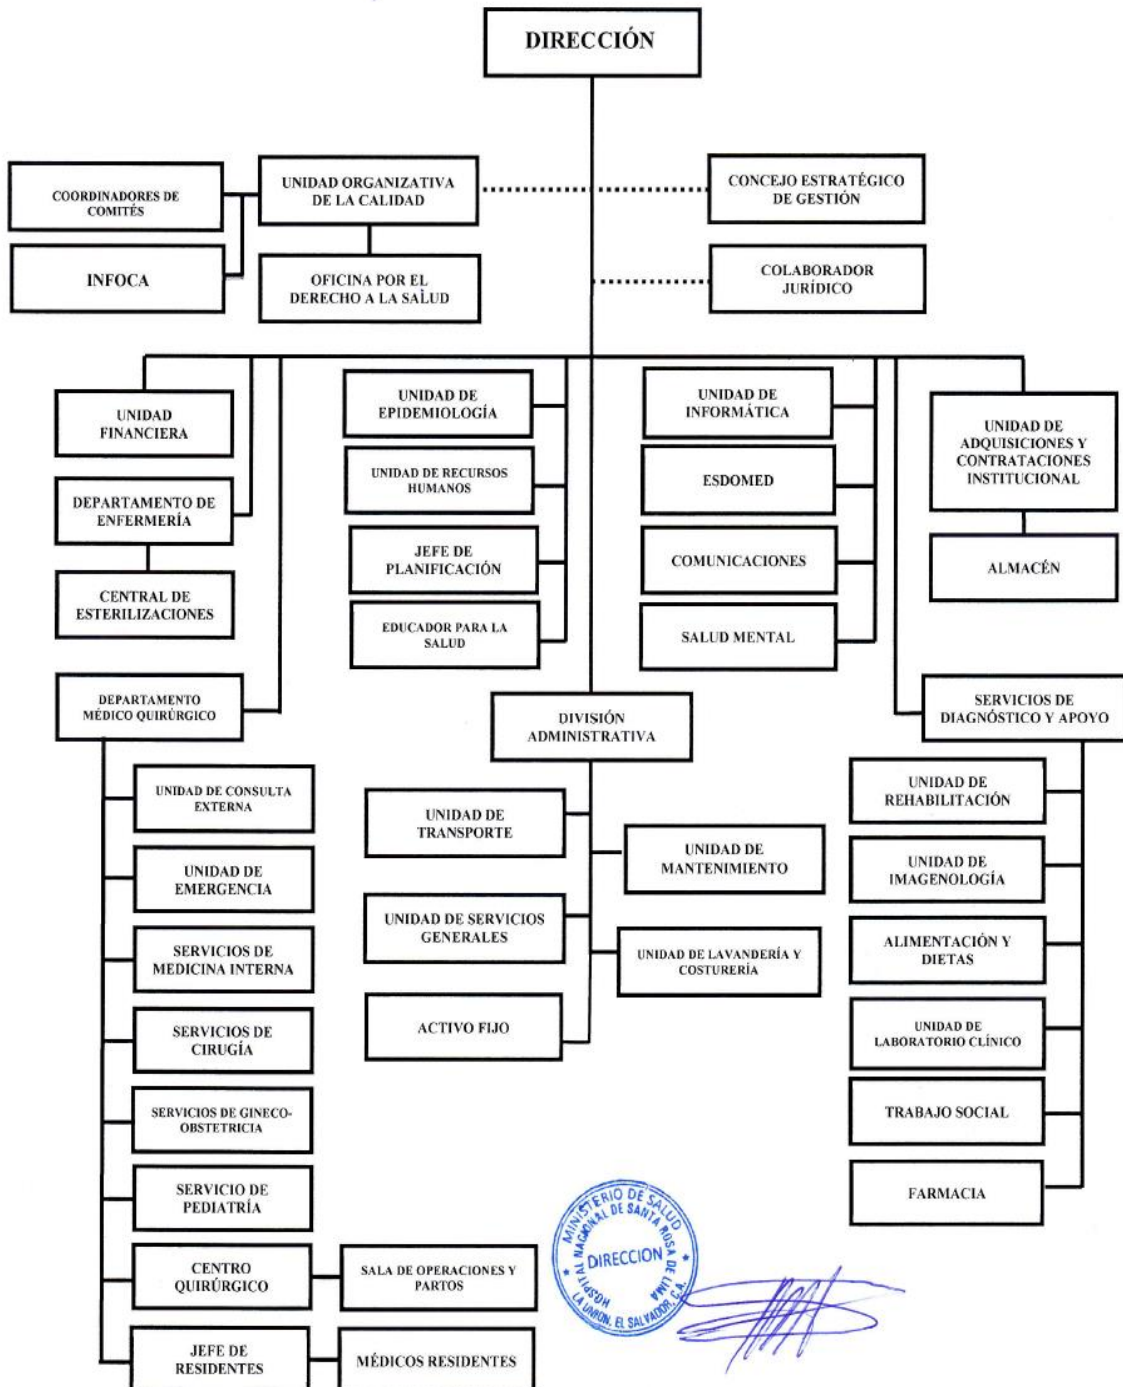 DIRECCIÓN
COORDINADORES DE
COMITÉS
UNIDAD ORGANIZATIVA
DE LA CALIDAD
CONCEJO ESTRATÉGICO
DE GESTIÓN
INFOCA
OFICINA POR EL
DERECHO A LA SALUD
COLABORADOR
JURÍDICO
UNIDAD
FINANCIERA
DEPARTAMENTO DE
ENFERMERÍA
CENTRAL DE
ESTERILIZACIONES
UNIDAD DE
EPIDEMIOLOGÍA
UNIDAD DE RECURSOS
HUMANOS
JEFE DE
PLANIFICACIÓN
EDUCADOR PARA LA
SALUD
UNIDAD DE
INFORMÁTICA
ESDOMED
COMUNICACIONES
SALUD MENTAL
UNIDAD DE
ADQUISICIONES Y
CONTRATACIONES
INSTITUCIONAL
ALMACÉN
DEPARTAMENTO
MÉDICO QUIRÚRGICO
DIVISIÓN
ADMINISTRATIVA
SERVICIOS DE
DIAGNÓSTICO Y APOYO
UNIDAD DE CONSULTA
EXTERNA
UNIDAD DE
EMERGENCIA
SERVICIOS DE
MEDICINA INTERNA
SERVICIOS DE
CIRUGÍA
SERVICIOS DE GINECO-
OBSTETRICIA
SERVICIO DE
PEDIATRÍA
CENTRO
QUIRÚRGICO
SALA DE OPERACIONES Y
PARTOS
JEFE DE
RESIDENTES
MÉDICOS RESIDENTES
UNIDAD DE
TRANSPORTE
UNIDAD DE
MANTENIMIENTO
UNIDAD DE SERVICIOS
GENERALES
UNIDAD DE LAVANDERÍA Y
COSTURERÍA
ACTIVO FIJO
UNIDAD DE
REHABILITACIÓN
UNIDAD DE
IMAGENOLOGÍA
ALIMENTACIÓN Y
DIETAS
UNIDAD DE
LABORATORIO CLÍNICO
TRABAJO SOCIAL
FARMACIA
MINISTERIO DE SALUD
HOSPITAL NACIONAL DE SANTA ROSA DE LIMA
DIRECCION
LA UNION, EL SALVADOR, C.A.